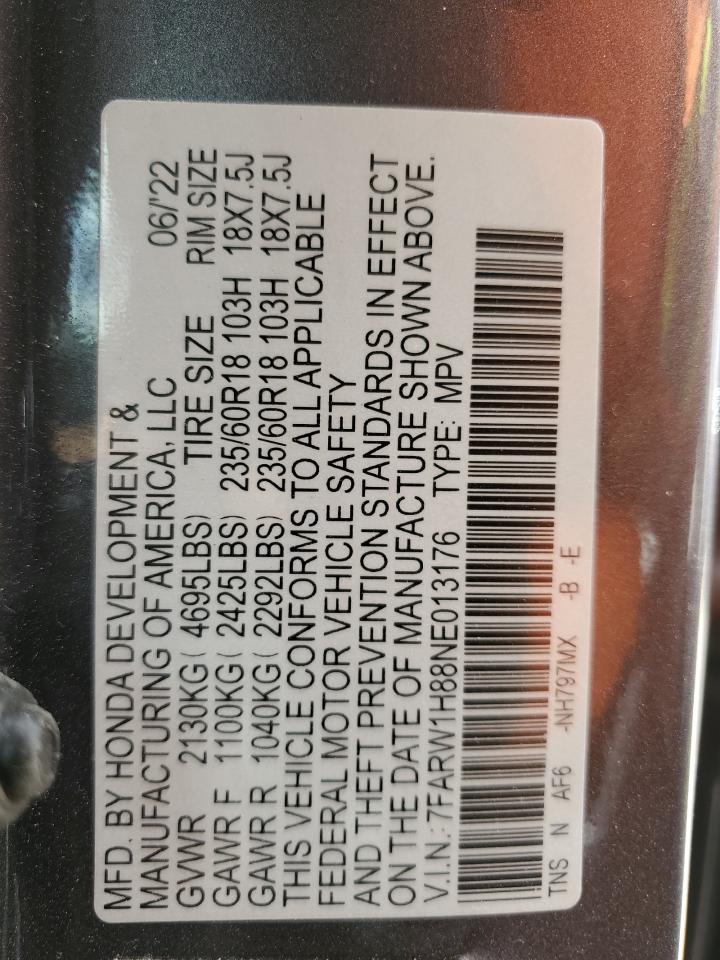 MFD. BY HONDA DEVELOPMENT &
MANUFACTURING OF AMERICA, LLC 06/'22
GVWR 2130KG ( 4695LBS) TIRE SIZE RIM SIZE
GAWR F 1100KG ( 2425LBS) 235/60R18 103H 18X7.5J
GAWR R 1040KG ( 2292LBS) 235/60R18 103H 18X7.5J
THIS VEHICLE CONFORMS TO ALL APPLICABLE
FEDERAL MOTOR VEHICLE SAFETY
AND THEFT PREVENTION STANDARDS IN EFFECT
ON THE DATE OF MANUFACTURE SHOWN ABOVE.
V.I.N.: 7FARW1H88NE013176 TYPE: MPV
TNS N AF6 -NH797MX -B -E